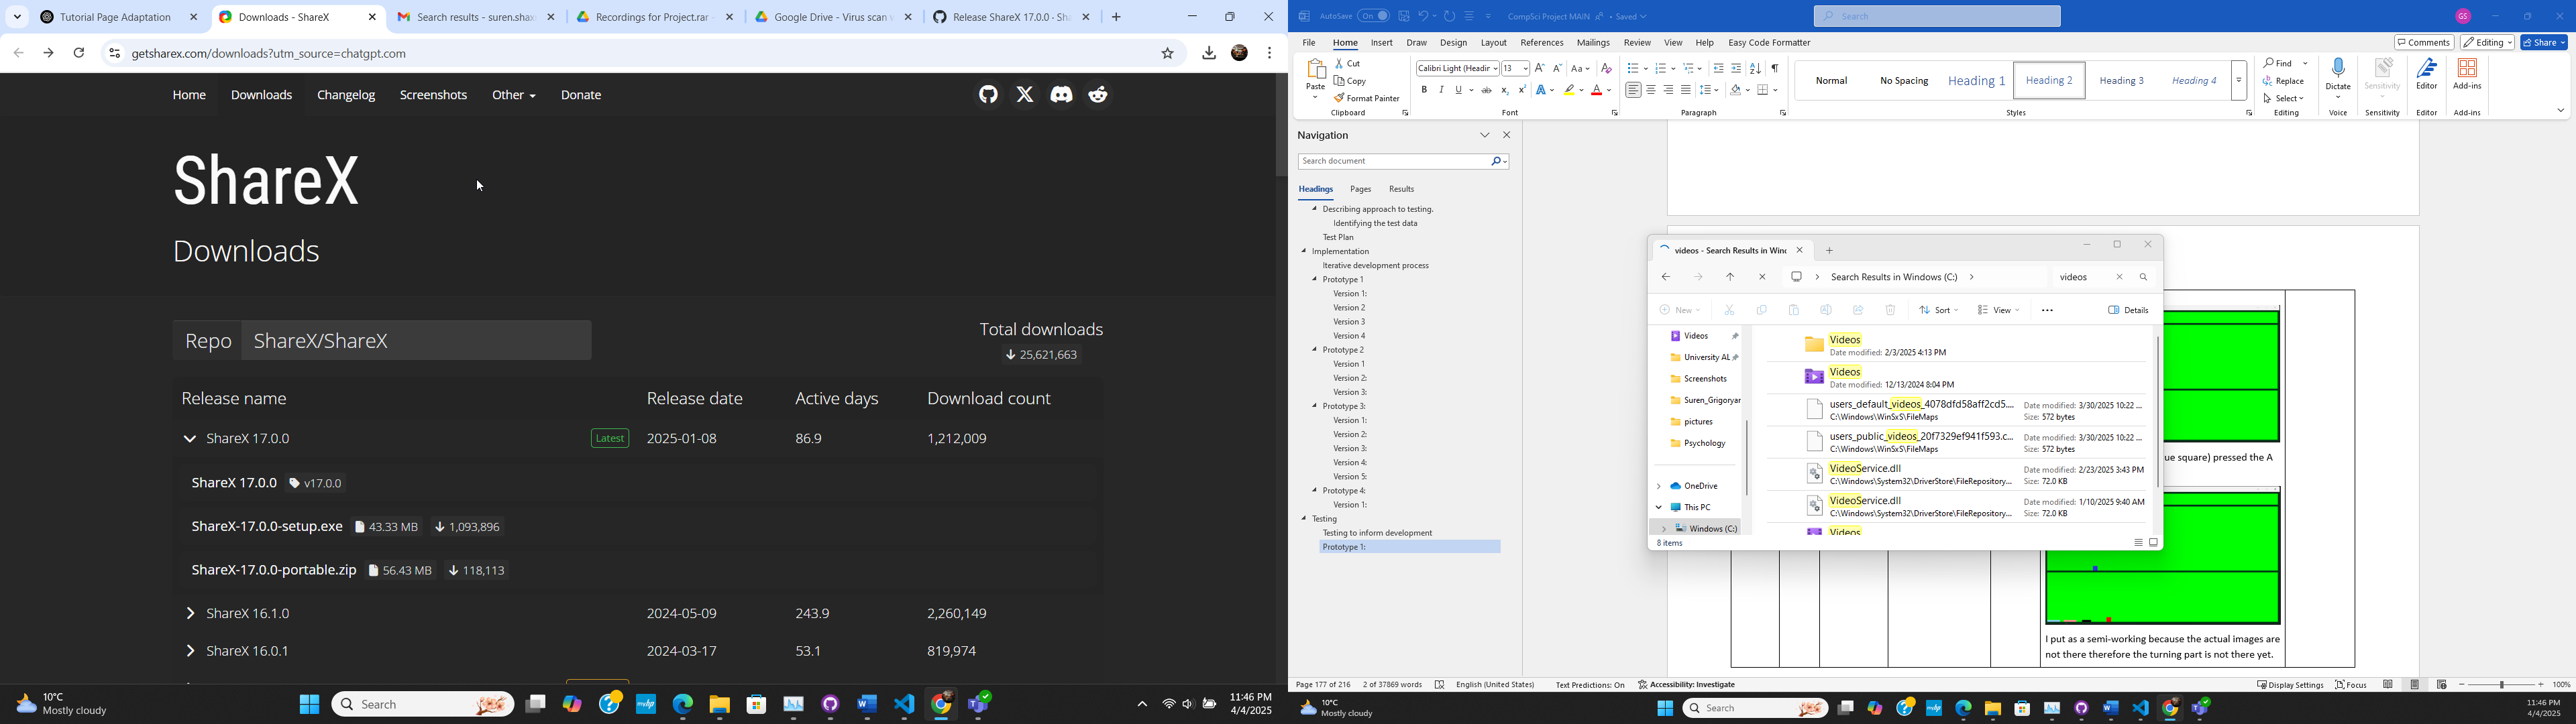 Tutorial Page Adaptation
Downloads - ShareX
Search results - suren.shax
Recordings for Project.rar -
Google Drive - Virus scan v
Release ShareX 17.0.0 · Sha
getsharex.com/downloads?utm_source=chatgpt.com
Home Downloads Changelog Screenshots Other Donate
ShareX
Downloads
Repo ShareX/ShareX
Total downloads
25,621,663
Release name Release date Active days Download count
ShareX 17.0.0 Latest 2025-01-08 86.9 1,212,009
ShareX 17.0.0 v17.0.0
ShareX-17.0.0-setup.exe 43.33 MB 1,093,896
ShareX-17.0.0-portable.zip 56.43 MB 118,113
ShareX 16.1.0 2024-05-09 243.9 2,260,149
ShareX 16.0.1 2024-03-17 53.1 819,974
10°C
Mostly cloudy
Search
11:46 PM
4/4/2025
AutoSave On
CompSci Project MAIN • Saved
Search
GS
File Home Insert Draw Design Layout References Mailings Review View Help Easy Code Formatter
Comments Editing Share
Paste
Cut
Copy
Format Painter
Clipboard
Calibri Light (Headir 13
Font
Paragraph
Normal No Spacing Heading 1 Heading 2 Heading 3 Heading 4
Styles
Find
Replace
Select
Editing
Dictate
Voice
Sensitivity
Sensitivity
Editor
Editor
Add-ins
Add-ins
Navigation
Search document
Headings Pages Results
Describing approach to testing.
Identifying the test data
Test Plan
Implementation
Iterative development process
Prototype 1
Version 1:
Version 2
Version 3
Version 4
Prototype 2
Version 1
Version 2:
Version 3:
Prototype 3:
Version 1:
Version 2:
Version 3:
Version 4:
Version 5:
Prototype 4:
Version 1:
Testing
Testing to inform development
Prototype 1:
videos - Search Results in Winc
Search Results in Windows (C:)
videos
New Sort View Details
Videos
University AL
Screenshots
Suren_Grigoryar
pictures
Psychology
OneDrive
This PC
Windows (C:)
8 items
Videos
Date modified: 2/3/2025 4:13 PM
Videos
Date modified: 12/13/2024 8:04 PM
users_default_videos_4078dfd58aff2cd5.... Date modified: 3/30/2025 10:22 ...
C:\Windows\WinSxS\FileMaps Size: 572 bytes
users_public_videos_20f7329ef941f593.c... Date modified: 3/30/2025 10:22 ...
C:\Windows\WinSxS\FileMaps Size: 572 bytes
VideoService.dll Date modified: 2/23/2025 3:43 PM
C:\Windows\System32\DriverStore\FileRepository... Size: 72.0 KB
VideoService.dll Date modified: 1/10/2025 9:40 AM
C:\Windows\System32\DriverStore\FileRepository... Size: 72.0 KB
Videos
ue square) pressed the A
I put as a semi-working because the actual images are
not there therefore the turning part is not there yet.
Page 177 of 216 2 of 37869 words English (United States) Text Predictions: On Accessibility: Investigate
Display Settings Focus 100%
10°C
Mostly cloudy
Search
11:46 PM
4/4/2025